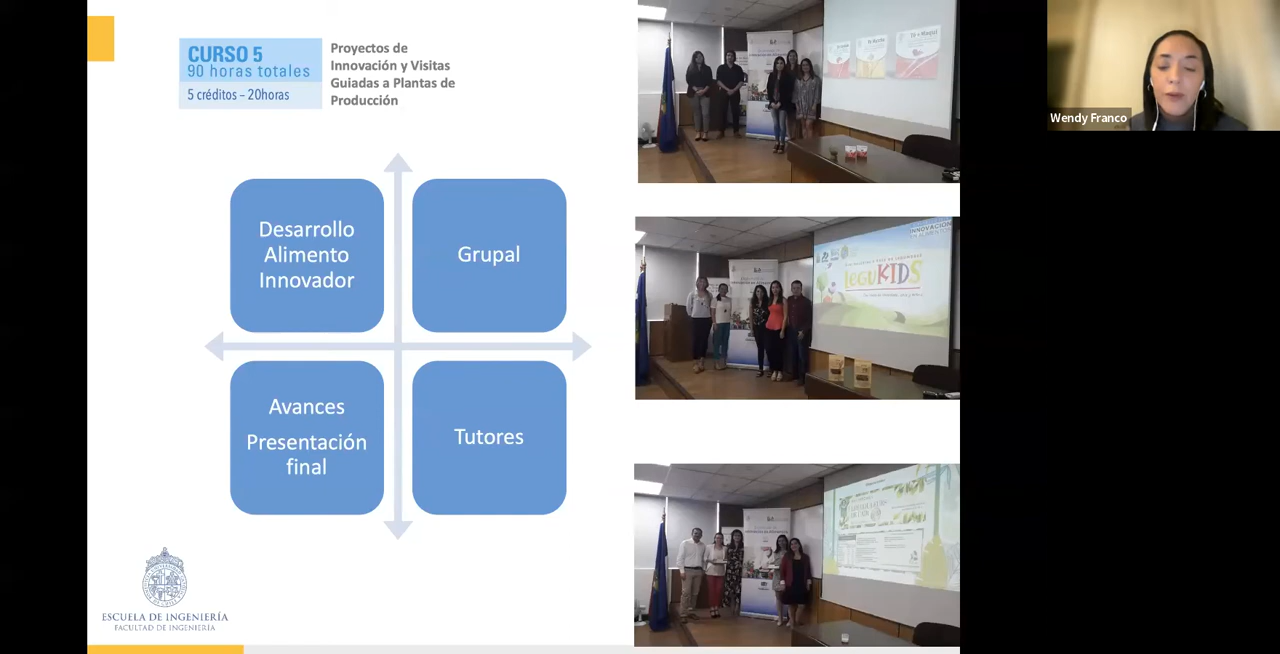 CURSO 5
90 horas totales
5 créditos – 20horas
Proyectos de
Innovación y Visitas
Guiadas a Plantas de
Producción
Desarrollo
Alimento
Innovador
Grupal
Avances
Presentación
final
Tutores
ESCUELA DE INGENIERÍA
FACULTAD DE INGENIERÍA
INNOVACIÓN
LEGUKIDS
Wendy Franco